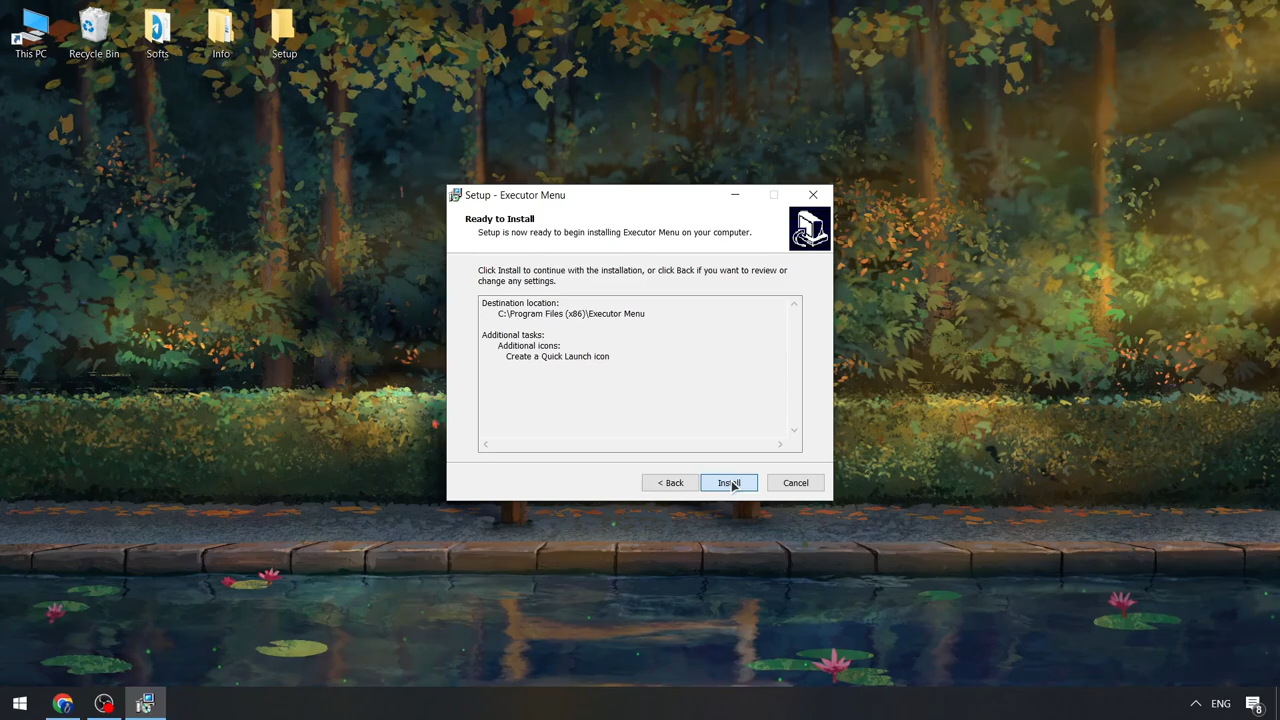 This PC
Recycle Bin
Softs
Info
Setup
Setup - Executor Menu
Ready to Install
Setup is now ready to begin installing Executor Menu on your computer.
Click Install to continue with the installation, or click Back if you want to review or
change any settings.
Destination location:
C:\Program Files (x86)\Executor Menu
Additional tasks:
Additional icons:
Create a Quick Launch icon
< Back
Install
Cancel
ENG
8